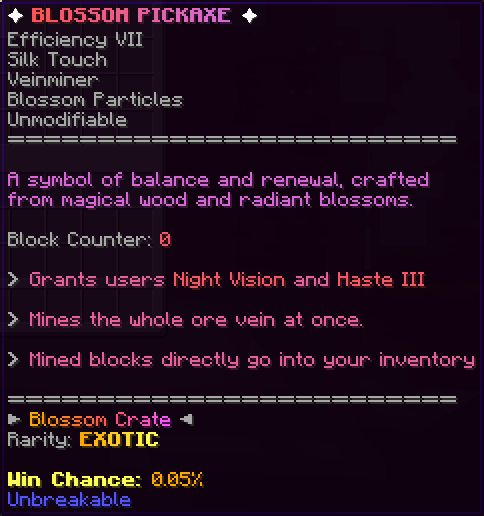 ✦ BLOSSOM PICKAXE ✦
Efficiency VII
Silk Touch
Veinminer
Blossom Particles
Unmodifiable
============================
A symbol of balance and renewal, crafted
from magical wood and radiant blossoms.
Block Counter: 0
> Grants users Night Vision and Haste III
> Mines the whole ore vein at once.
> Mined blocks directly go into your inventory
============================
► Blossom Crate ◄
Rarity: EXOTIC
Win Chance: 0.05%
Unbreakable